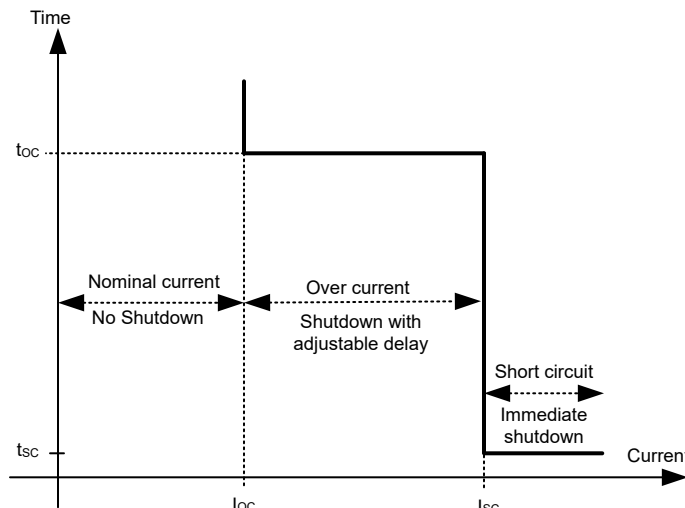 Time
tOC
Nominal current
No Shutdown
Over current
Shutdown with
adjustable delay
Short circuit
Immediate
shutdown
tSC
Current
IOC
ISC